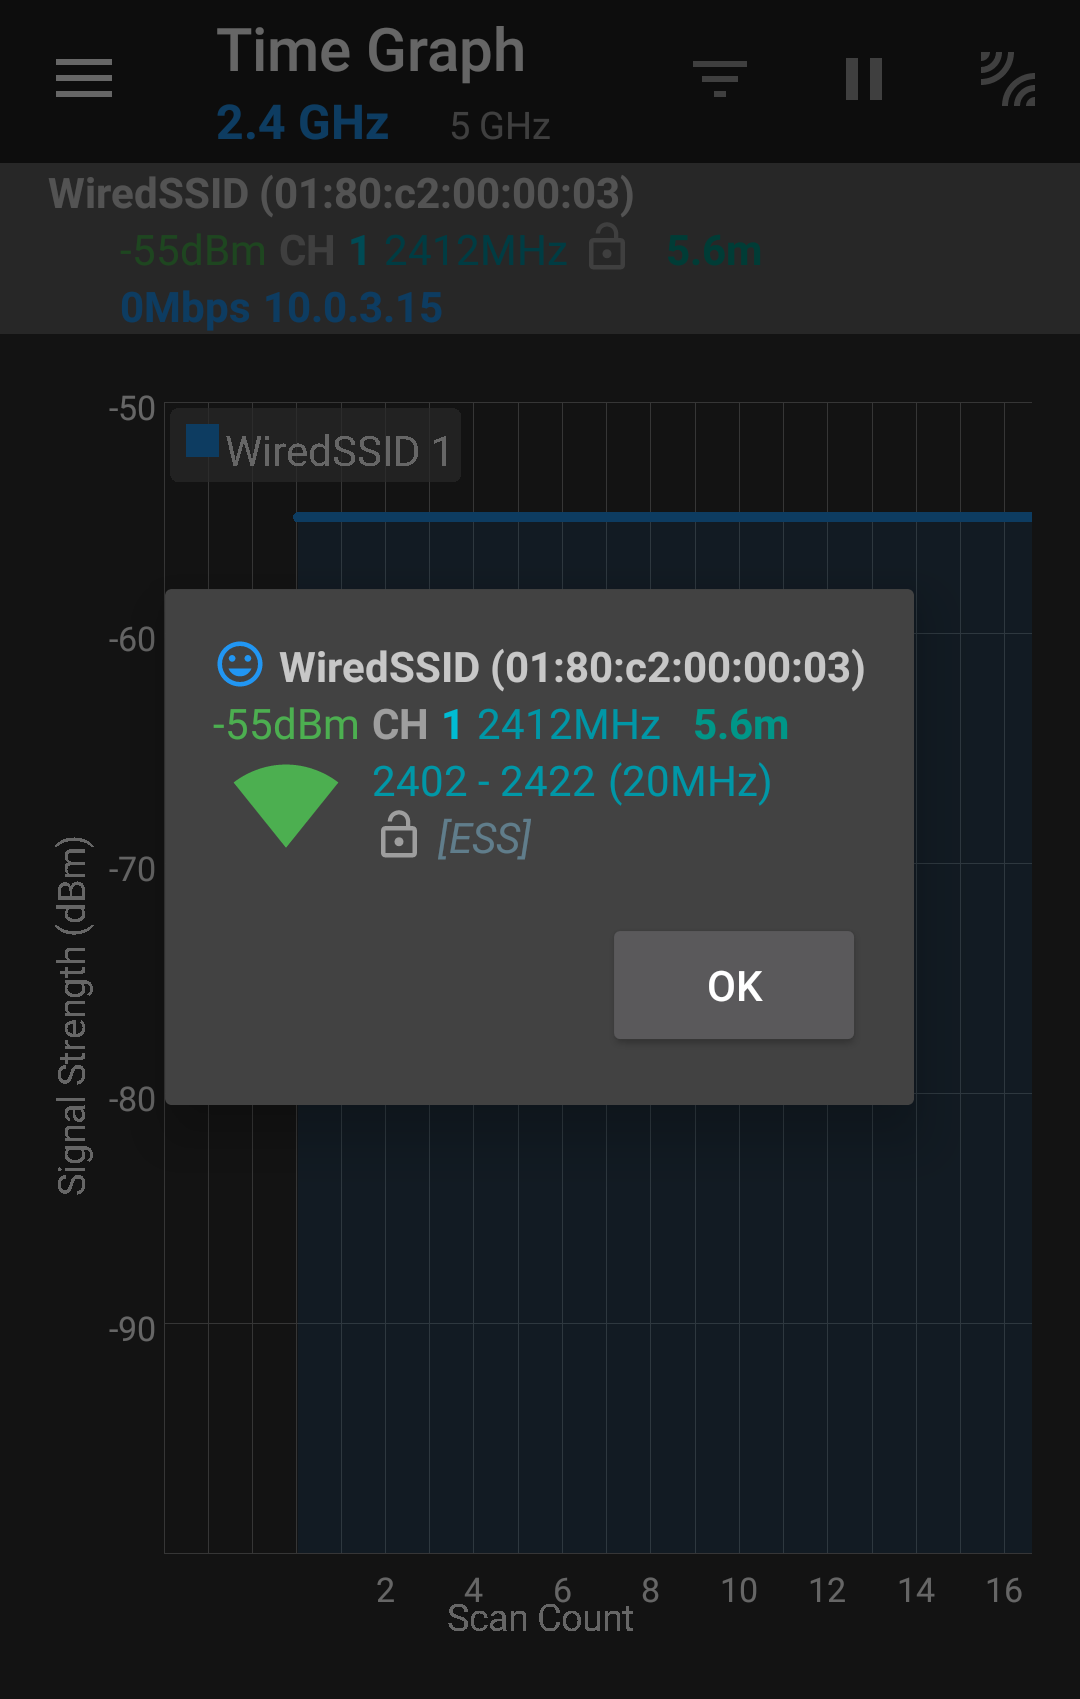 Time Graph
2.4 GHz 5 GHz
WiredSSID (01:80:c2:00:00:03)
-55dBm CH 1 2412MHz 5.6m
0Mbps 10.0.3.15
-50
WiredSSID 1
-60
WiredSSID (01:80:c2:00:00:03)
-55dBm CH 1 2412MHz 5.6m
2402 - 2422 (20MHz)
[ESS]
-70
OK
-80
Signal Strength (dBm)
-90
2 4 6 8 10 12 14 16
Scan Count